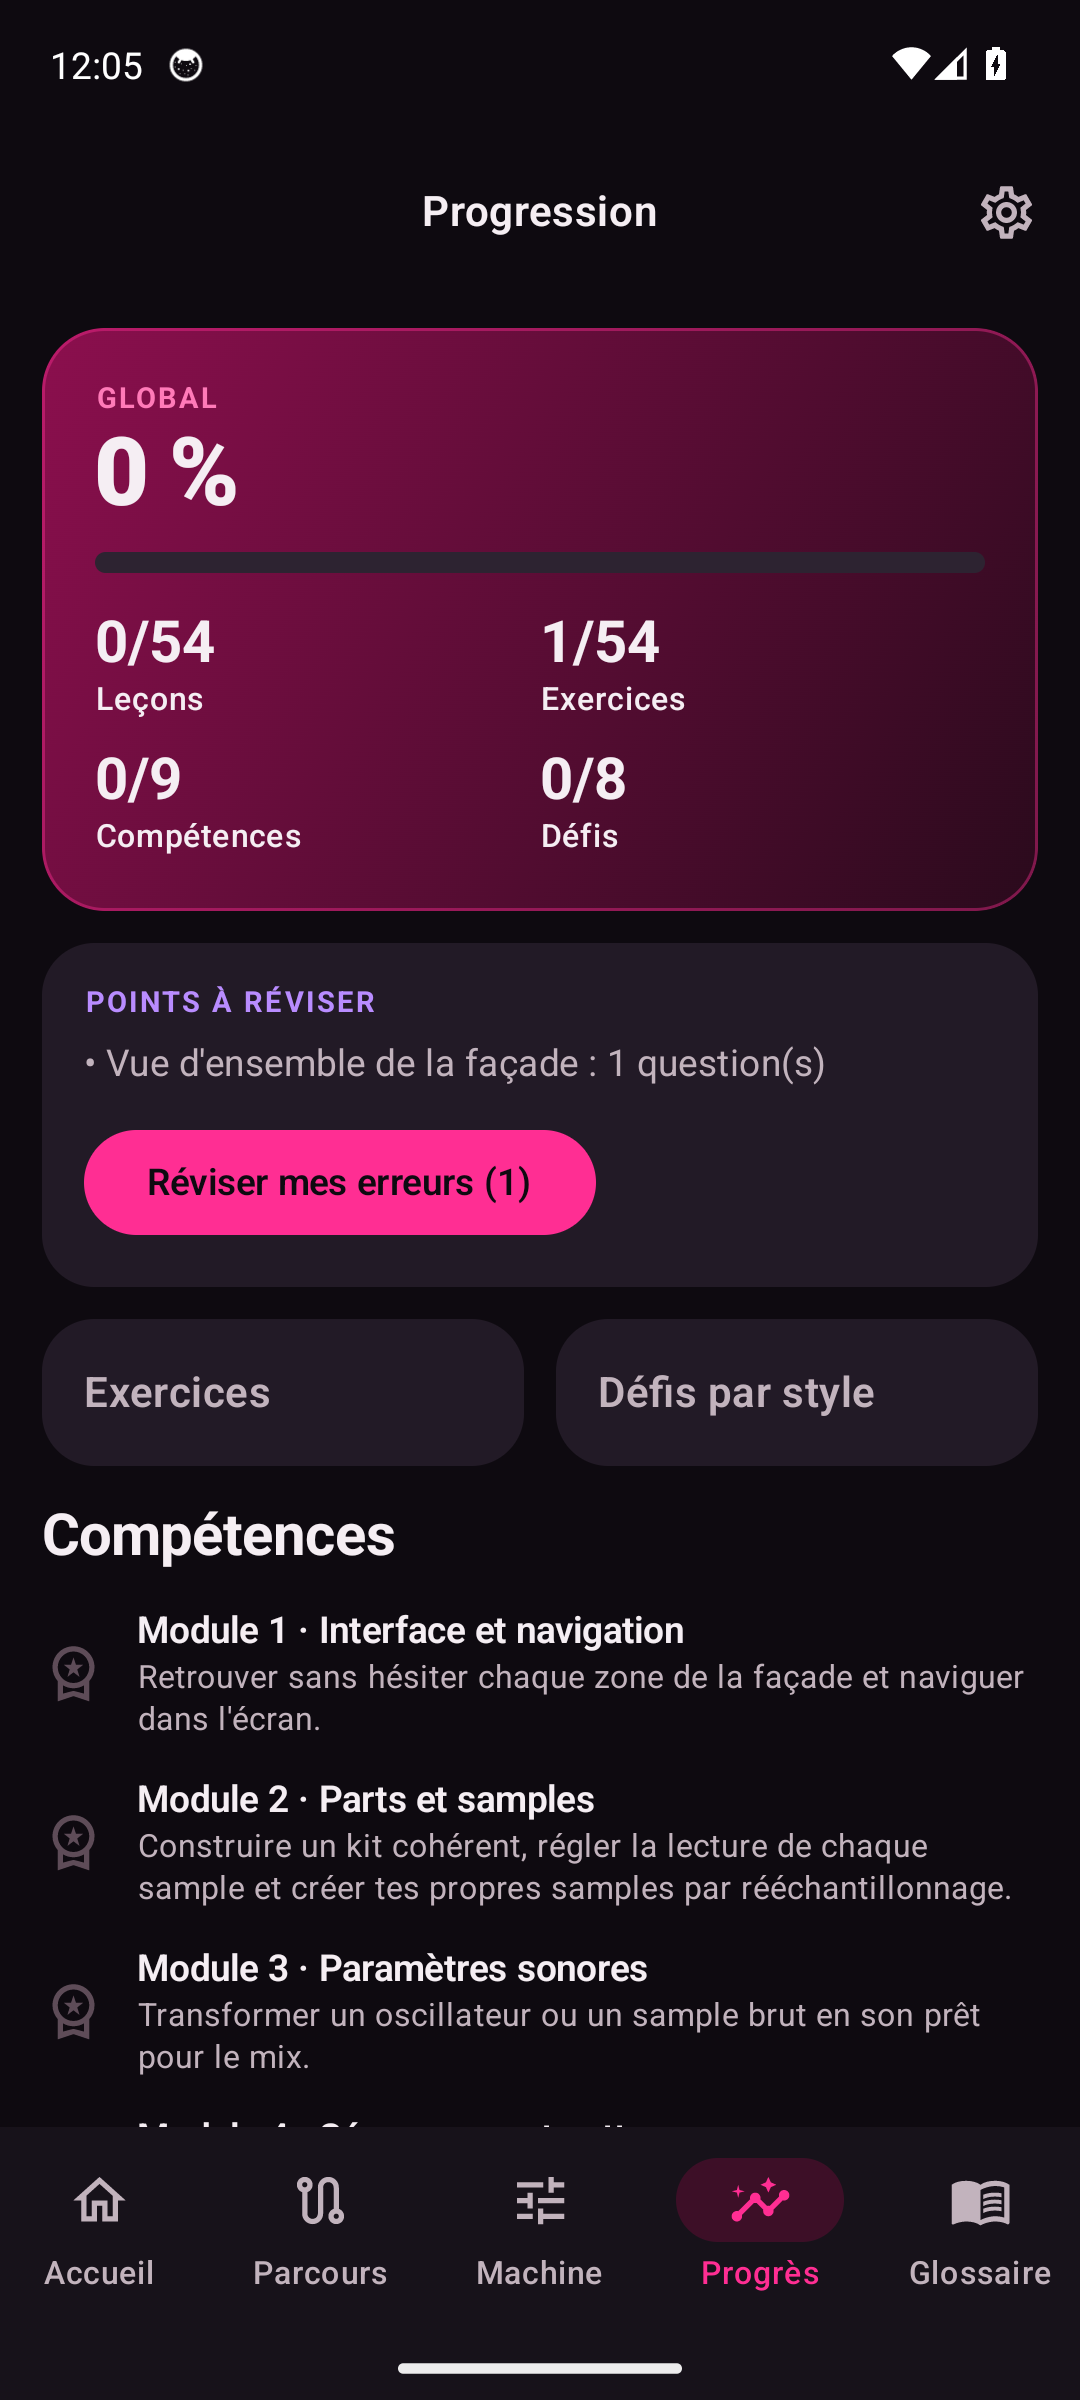 12:05
Progression
GLOBAL
0 %
0/54
Leçons
1/54
Exercices
0/9
Compétences
0/8
Défis
POINTS À RÉVISER
• Vue d'ensemble de la façade : 1 question(s)
Réviser mes erreurs (1)
Exercices
Défis par style
Compétences
Module 1 · Interface et navigation
Retrouver sans hésiter chaque zone de la façade et naviguer
dans l'écran.
Module 2 · Parts et samples
Construire un kit cohérent, régler la lecture de chaque
sample et créer tes propres samples par rééchantillonnage.
Module 3 · Paramètres sonores
Transformer un oscillateur ou un sample brut en son prêt
pour le mix.
Accueil
Parcours
Machine
Progrès
Glossaire